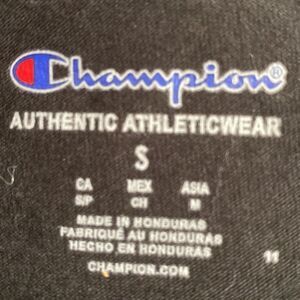 Champion®
AUTHENTIC ATHLETICWEAR
S
CA MEX ASIA
S/P CH M
MADE IN HONDURAS
FABRIQUÉ AU HONDURAS
HECHO EN HONDURAS
11
CHAMPION.COM